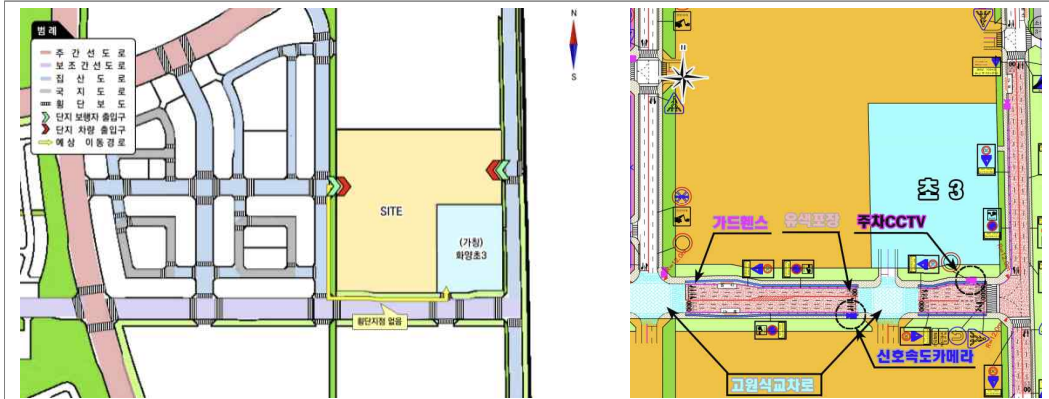 범 례
주 간 선 도 로
보 조 간 선 도 로
집 산 도 로
국 지 도 로
횡 단 보 도
단지 보행자 출입구
단지 차량 출입구
예 상 이 동 경 로
N
S
SITE
(가칭)
화양초3
횡단지점 없음
초 3
가드휀스
유색포장
주차CCTV
신호속도카메라
고원식교차로